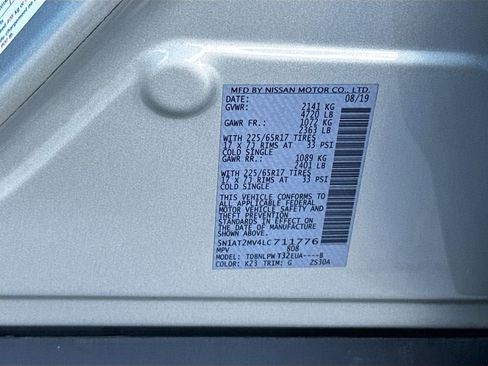 MFD BY NISSAN MOTOR CO., LTD.
DATE: 08/19
GVWR: 2141 KG
4720 LB
GAWR FR.: 1072 KG
2363 LB
WITH 225/65R17 TIRES
17 X 7J RIMS AT 33 PSI
COLD SINGLE
GAWR RR.: 1089 KG
2401 LB
WITH 225/65R17 TIRES
17 X 7J RIMS AT 33 PSI
COLD SINGLE
THIS VEHICLE CONFORMS TO
ALL APPLICABLE FEDERAL
MOTOR VEHICLE SAFETY AND
THEFT PREVENTION
STANDARDS IN EFFECT ON
THE DATE OF MANUFACTURE
SHOWN ABOVE.
5N1AT2MV4LC711776
MPV 808
MODEL: TDBNLPW T32EUA----B
COLOR: K23 TRIM: G ZS30A